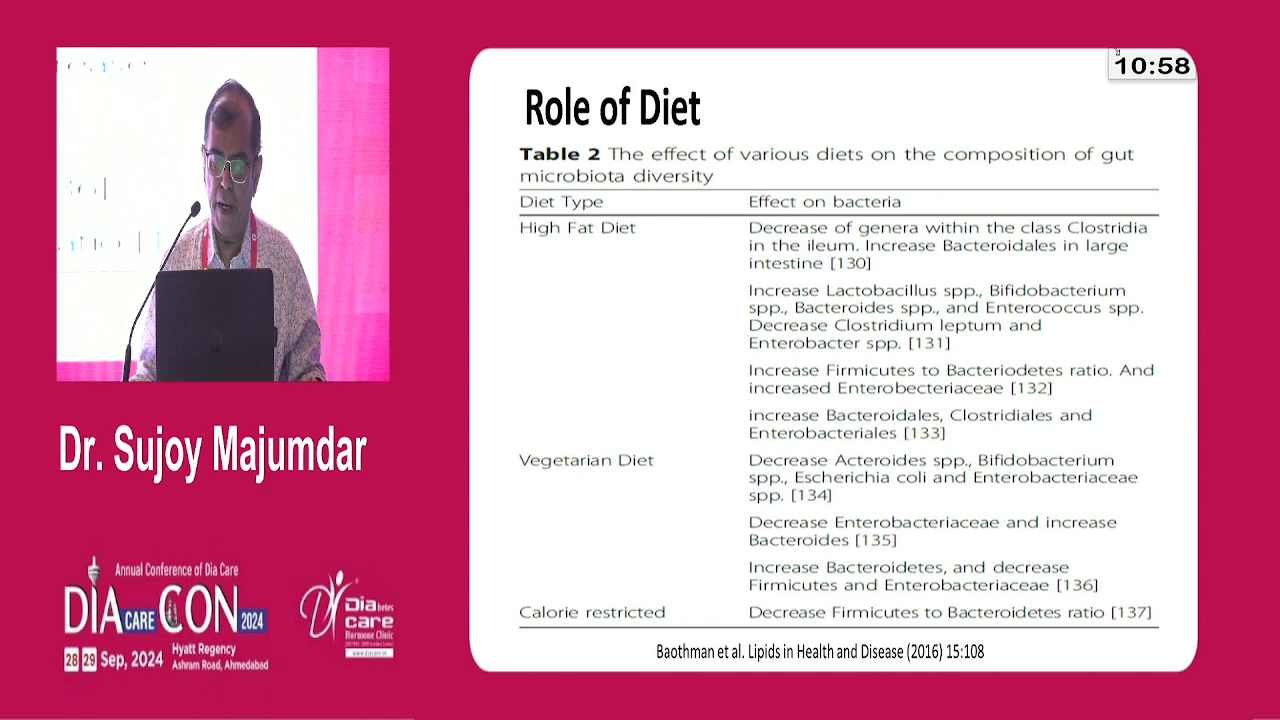 10:58
Role of Diet
Table 2 The effect of various diets on the composition of gut
microbiota diversity
Diet Type Effect on bacteria
High Fat Diet Decrease of genera within the class Clostridia
in the ileum. Increase Bacteroidales in large
intestine [130]
Increase Lactobacillus spp., Bifidobacterium
spp., Bacteroides spp., and Enterococcus spp.
Decrease Clostridium leptum and
Enterobacter spp. [131]
Increase Firmicutes to Bacteriodetes ratio. And
increased Enterobecteriaceae [132]
increase Bacteroidales, Clostridiales and
Enterobacteriales [133]
Vegetarian Diet Decrease Acteroides spp., Bifidobacterium
spp., Escherichia coli and Enterobacteriaceae
spp. [134]
Decrease Enterobacteriaceae and increase
Bacteroides [135]
Increase Bacteroidetes, and decrease
Firmicutes and Enterobacteriaceae [136]
Calorie restricted Decrease Firmicutes to Bacteroidetes ratio [137]
Baothman et al. Lipids in Health and Disease (2016) 15:108
Dr. Sujoy Majumdar
Annual Conference of Dia Care
DIA CARE CON 2024
28 29 Sep, 2024
Hyatt Regency
Ashram Road, Ahmedabad
Diabetes
care
Hormone Clinic
www.diacare.in